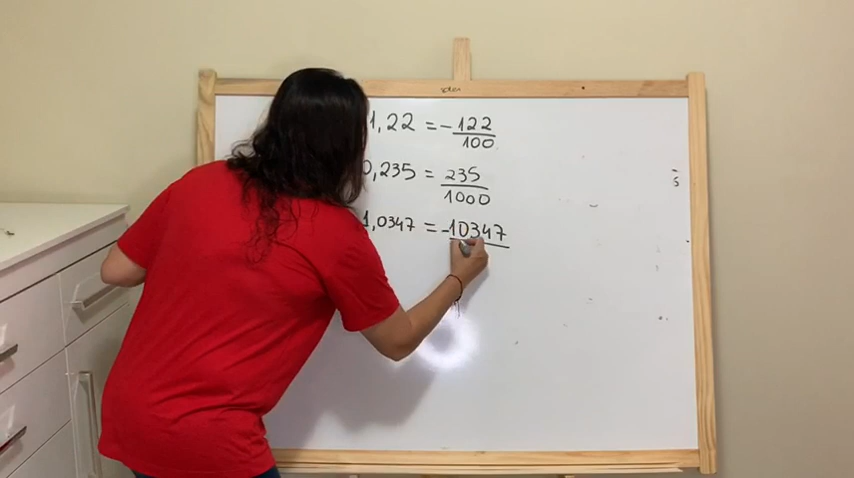 1,22 = - 122/100
0,235 = 235/1000
1,0347 = - 10347